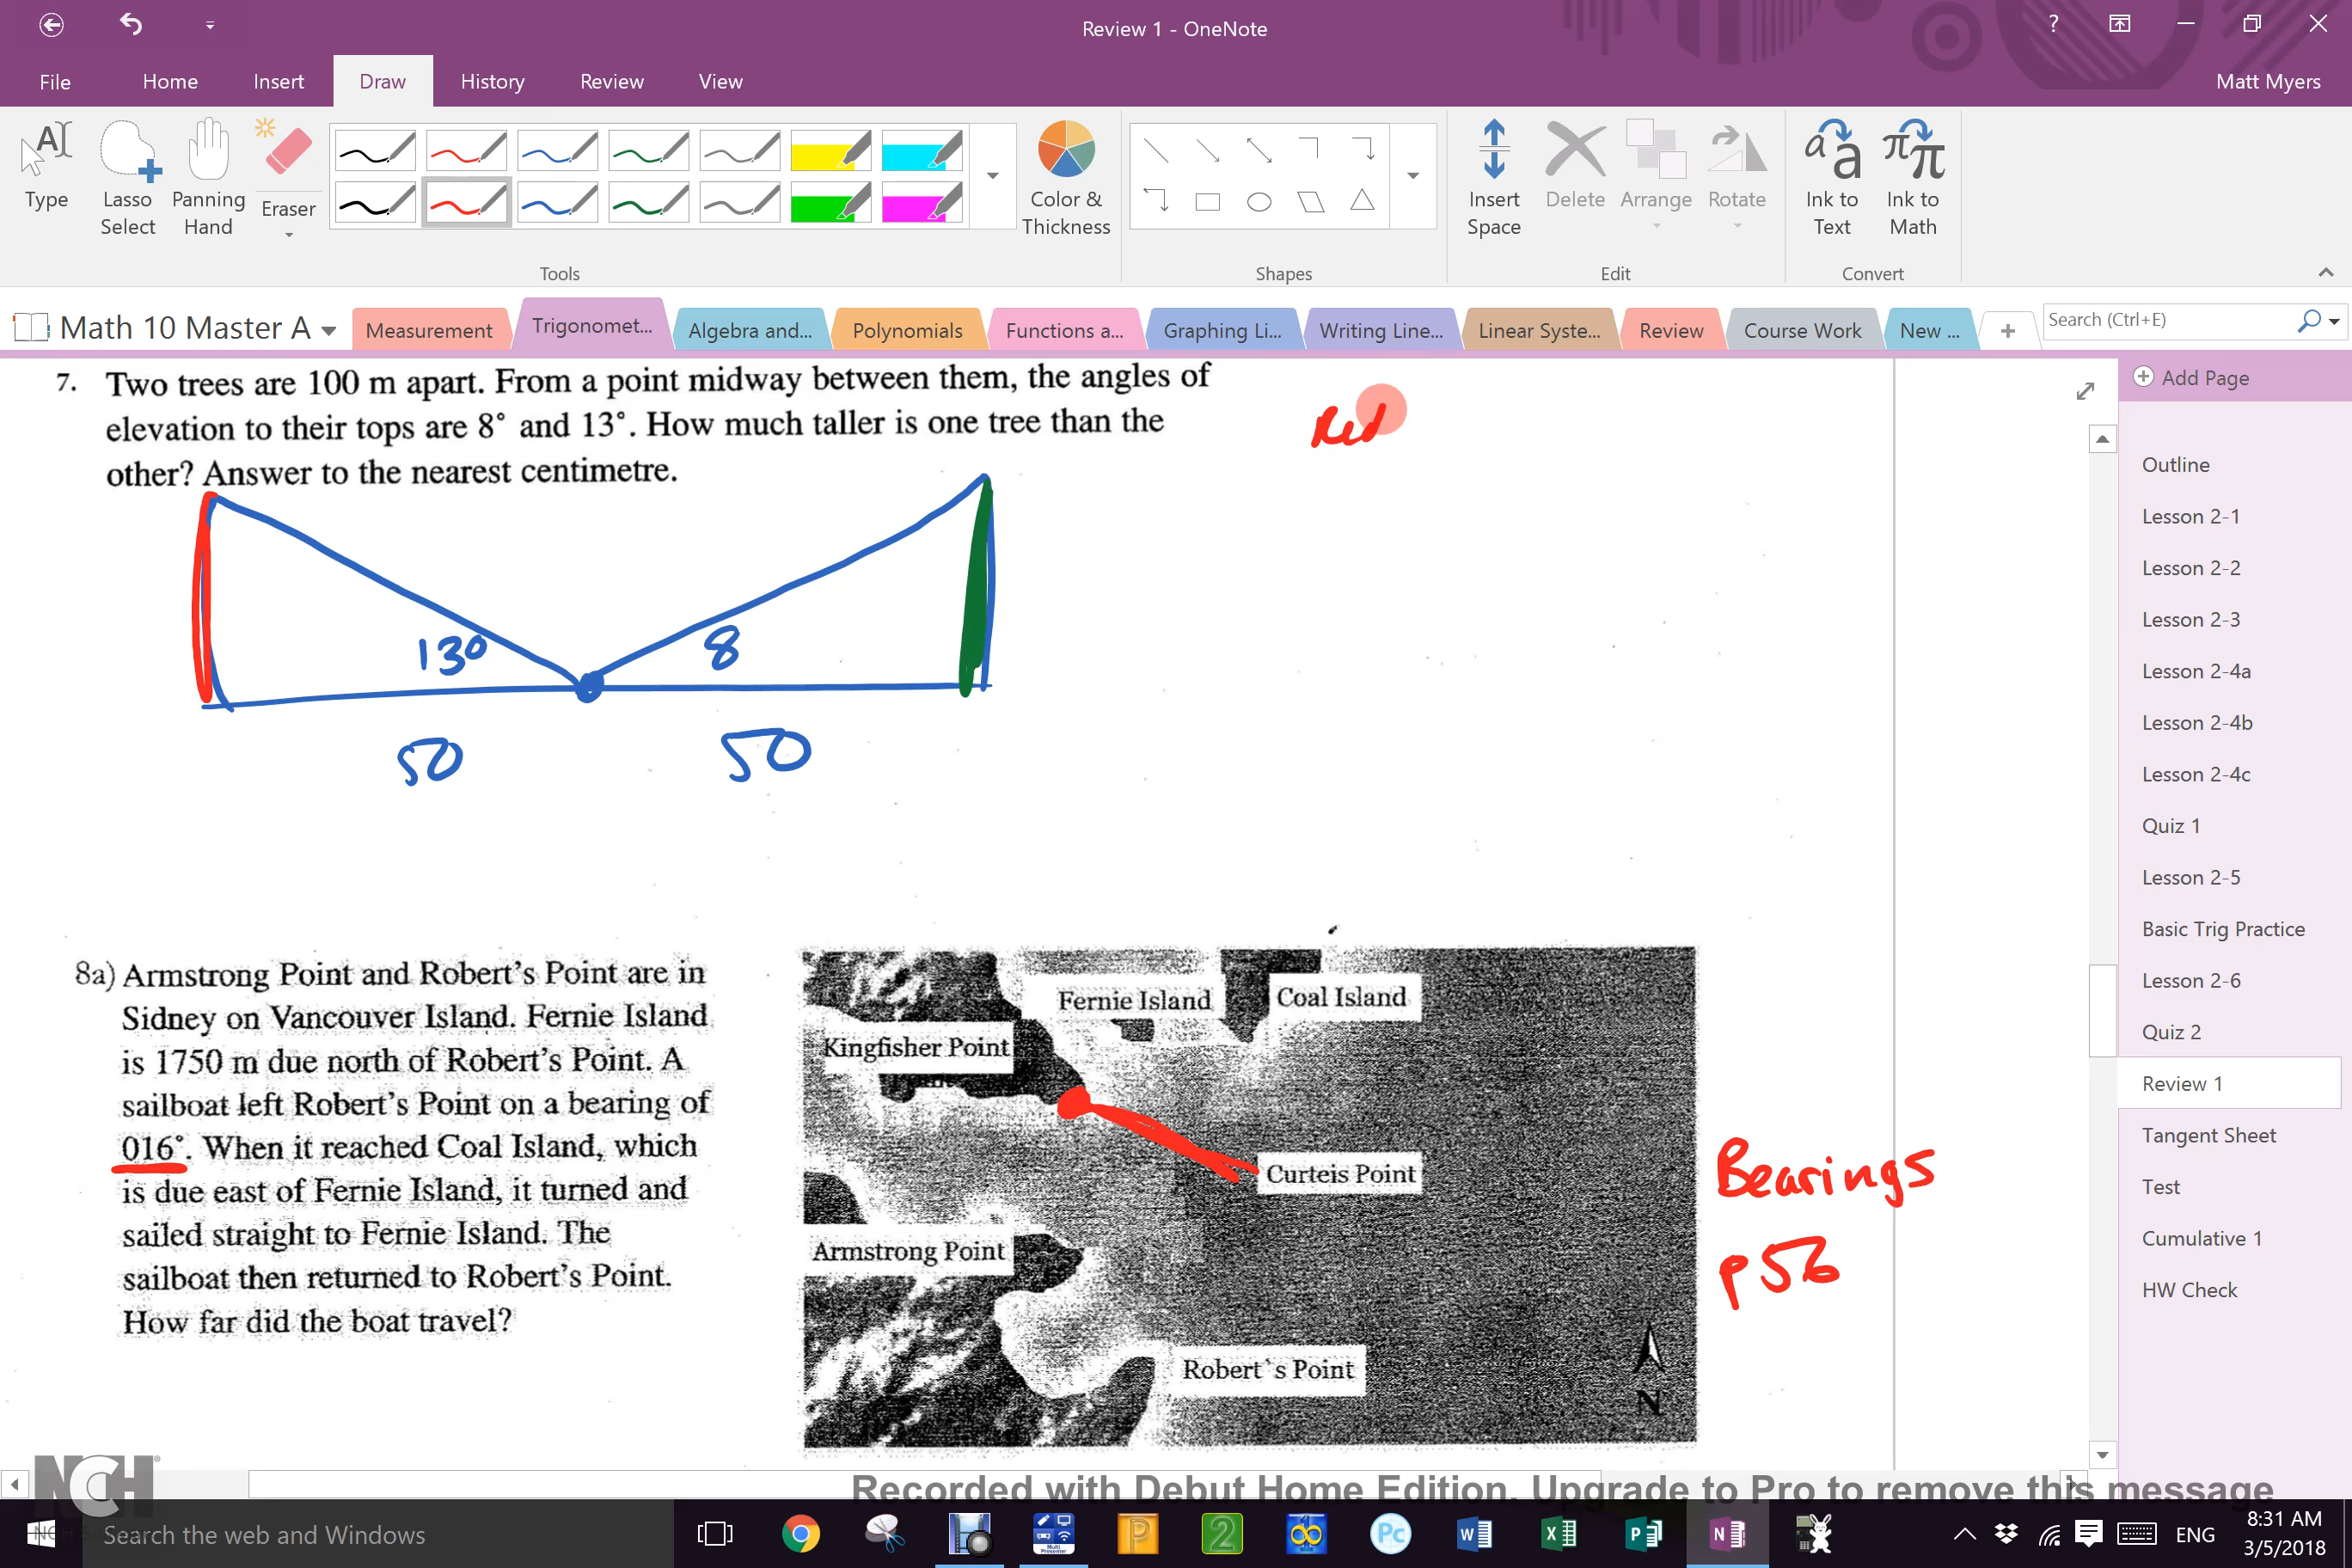 Review 1 - OneNote
?
File
Home
Insert
Draw
History
Review
View
Matt Myers
Type
Lasso Select
Panning Hand
Eraser
Color & Thickness
Insert Space
Delete
Arrange
Rotate
Ink to Text
Ink to Math
Tools
Shapes
Edit
Convert
Math 10 Master A
Measurement
Trigonomet...
Algebra and...
Polynomials
Functions a...
Graphing Li...
Writing Line...
Linear Syste...
Review
Course Work
New ...
+
Search (Ctrl+E)
7. Two trees are 100 m apart. From a point midway between them, the angles of
elevation to their tops are 8° and 13°. How much taller is one tree than the
other? Answer to the nearest centimetre.
Red
13°
8
50
50
8a) Armstrong Point and Robert's Point are in
Sidney on Vancouver Island. Fernie Island
is 1750 m due north of Robert's Point. A
sailboat left Robert's Point on a bearing of
016°. When it reached Coal Island, which
is due east of Fernie Island, it turned and
sailed straight to Fernie Island. The
sailboat then returned to Robert's Point.
How far did the boat travel?
Fernie Island
Coal Island
Kingfisher Point
Curteis Point
Armstrong Point
Robert`s Point
N
Bearings
p56
Add Page
Outline
Lesson 2-1
Lesson 2-2
Lesson 2-3
Lesson 2-4a
Lesson 2-4b
Lesson 2-4c
Quiz 1
Lesson 2-5
Basic Trig Practice
Lesson 2-6
Quiz 2
Review 1
Tangent Sheet
Test
Cumulative 1
HW Check
NCH
Recorded with Debut Home Edition. Upgrade to Pro to remove this message
Search the web and Windows
ENG
8:31 AM
3/5/2018